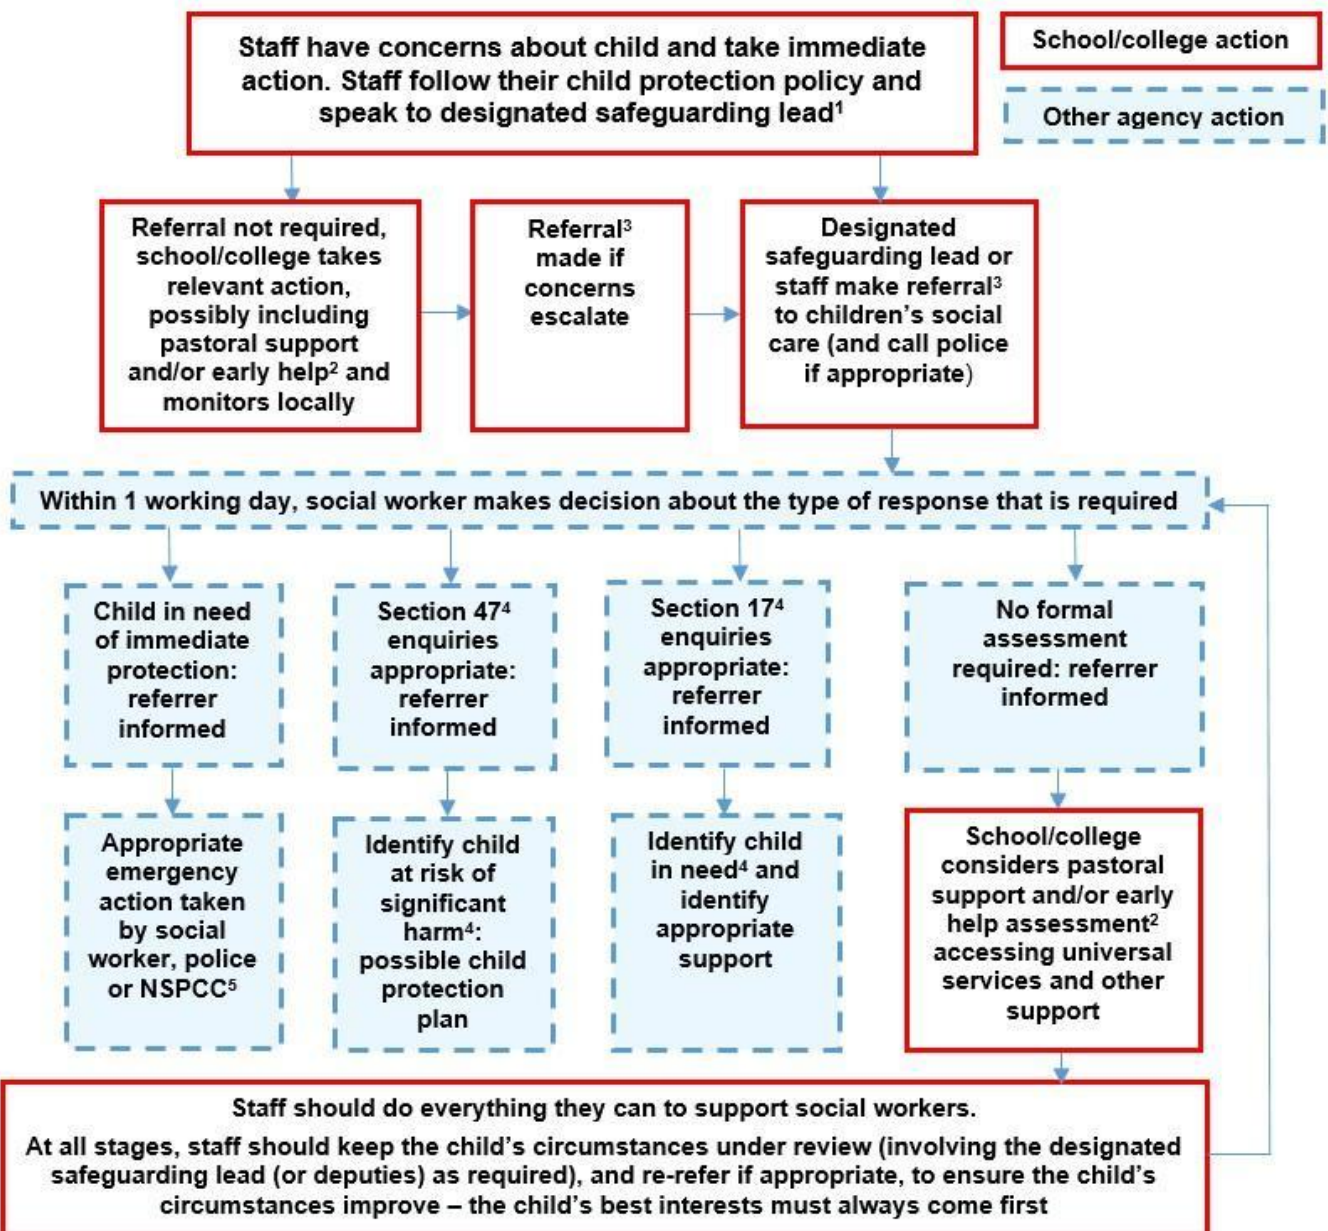 Staff have concerns about child and take immediate
action. Staff follow their child protection policy and
speak to designated safeguarding lead¹
School/college action
Other agency action
Referral not required,
school/college takes
relevant action,
possibly including
pastoral support
and/or early help² and
monitors locally
Referral³
made if
concerns
escalate
Designated
safeguarding lead or
staff make referral³
to children’s social
care (and call police
if appropriate)
Within 1 working day, social worker makes decision about the type of response that is required
Child in need
of immediate
protection:
referrer
informed
Section 47⁴
enquiries
appropriate:
referrer
informed
Section 17⁴
enquiries
appropriate:
referrer
informed
No formal
assessment
required: referrer
informed
Appropriate
emergency
action taken
by social
worker, police
or NSPCC⁵
Identify child
at risk of
significant
harm⁴:
possible child
protection
plan
Identify child
in need⁴ and
identify
appropriate
support
School/college
considers pastoral
support and/or early
help assessment²
accessing universal
services and other
support
Staff should do everything they can to support social workers.
At all stages, staff should keep the child’s circumstances under review (involving the designated
safeguarding lead (or deputies) as required), and re-refer if appropriate, to ensure the child’s
circumstances improve – the child’s best interests must always come first